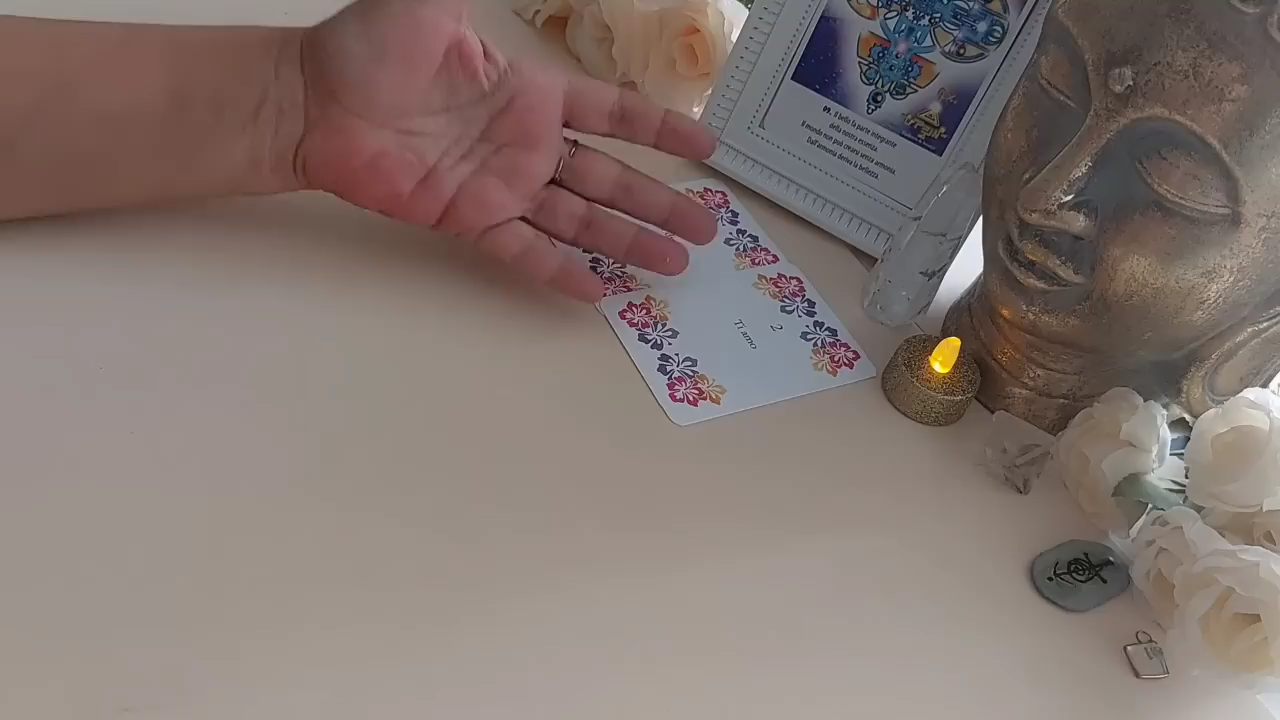 09. Il bello fa parte integrante
della nostra essenza.
Il mondo non può crearsi senza armonia.
Dall'armonia deriva la bellezza.
2
Ti amo